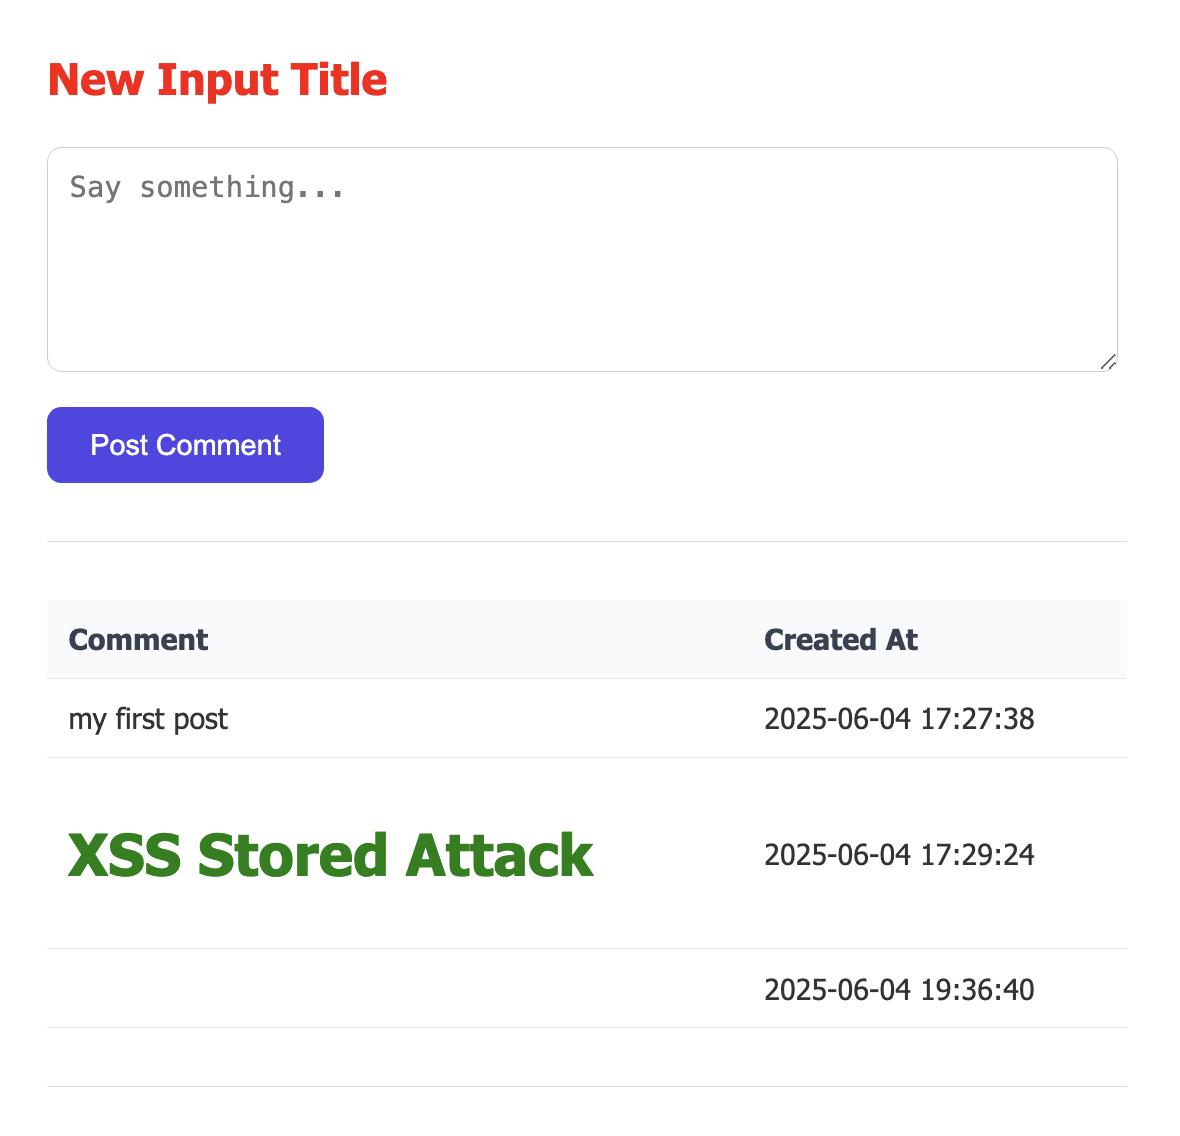 New Input Title
Say something...
Post Comment
Comment Created At
my first post 2025-06-04 17:27:38
XSS Stored Attack 2025-06-04 17:29:24
2025-06-04 19:36:40